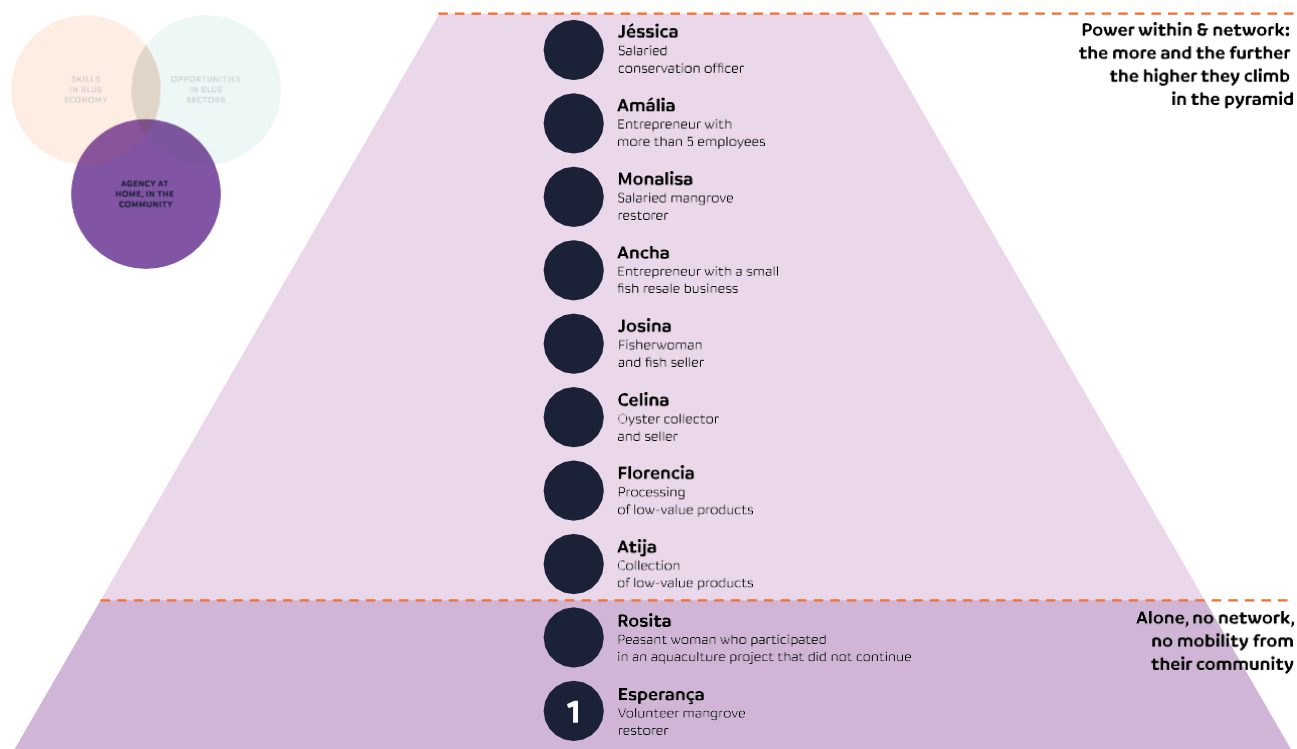 SKILLS
IN BLUE
ECONOMY
OPPORTUNITIES
IN BLUE
SECTORS
AGENCY AT
HOME, IN THE
COMMUNITY
Power within & network:
the more and the further
the higher they climb
in the pyramid
Jéssica
Salaried
conservation officer
Amália
Entrepreneur with
more than 5 employees
Monalisa
Salaried mangrove
restorer
Ancha
Entrepreneur with a small
fish resale business
Josina
Fisherwoman
and fish seller
Celina
Oyster collector
and seller
Florencia
Processing
of low-value products
Atija
Collection
of low-value products
Alone, no network,
no mobility from
their community
Rosita
Peasant woman who participated
in an aquaculture project that did not continue
1
Esperança
Volunteer mangrove
restorer